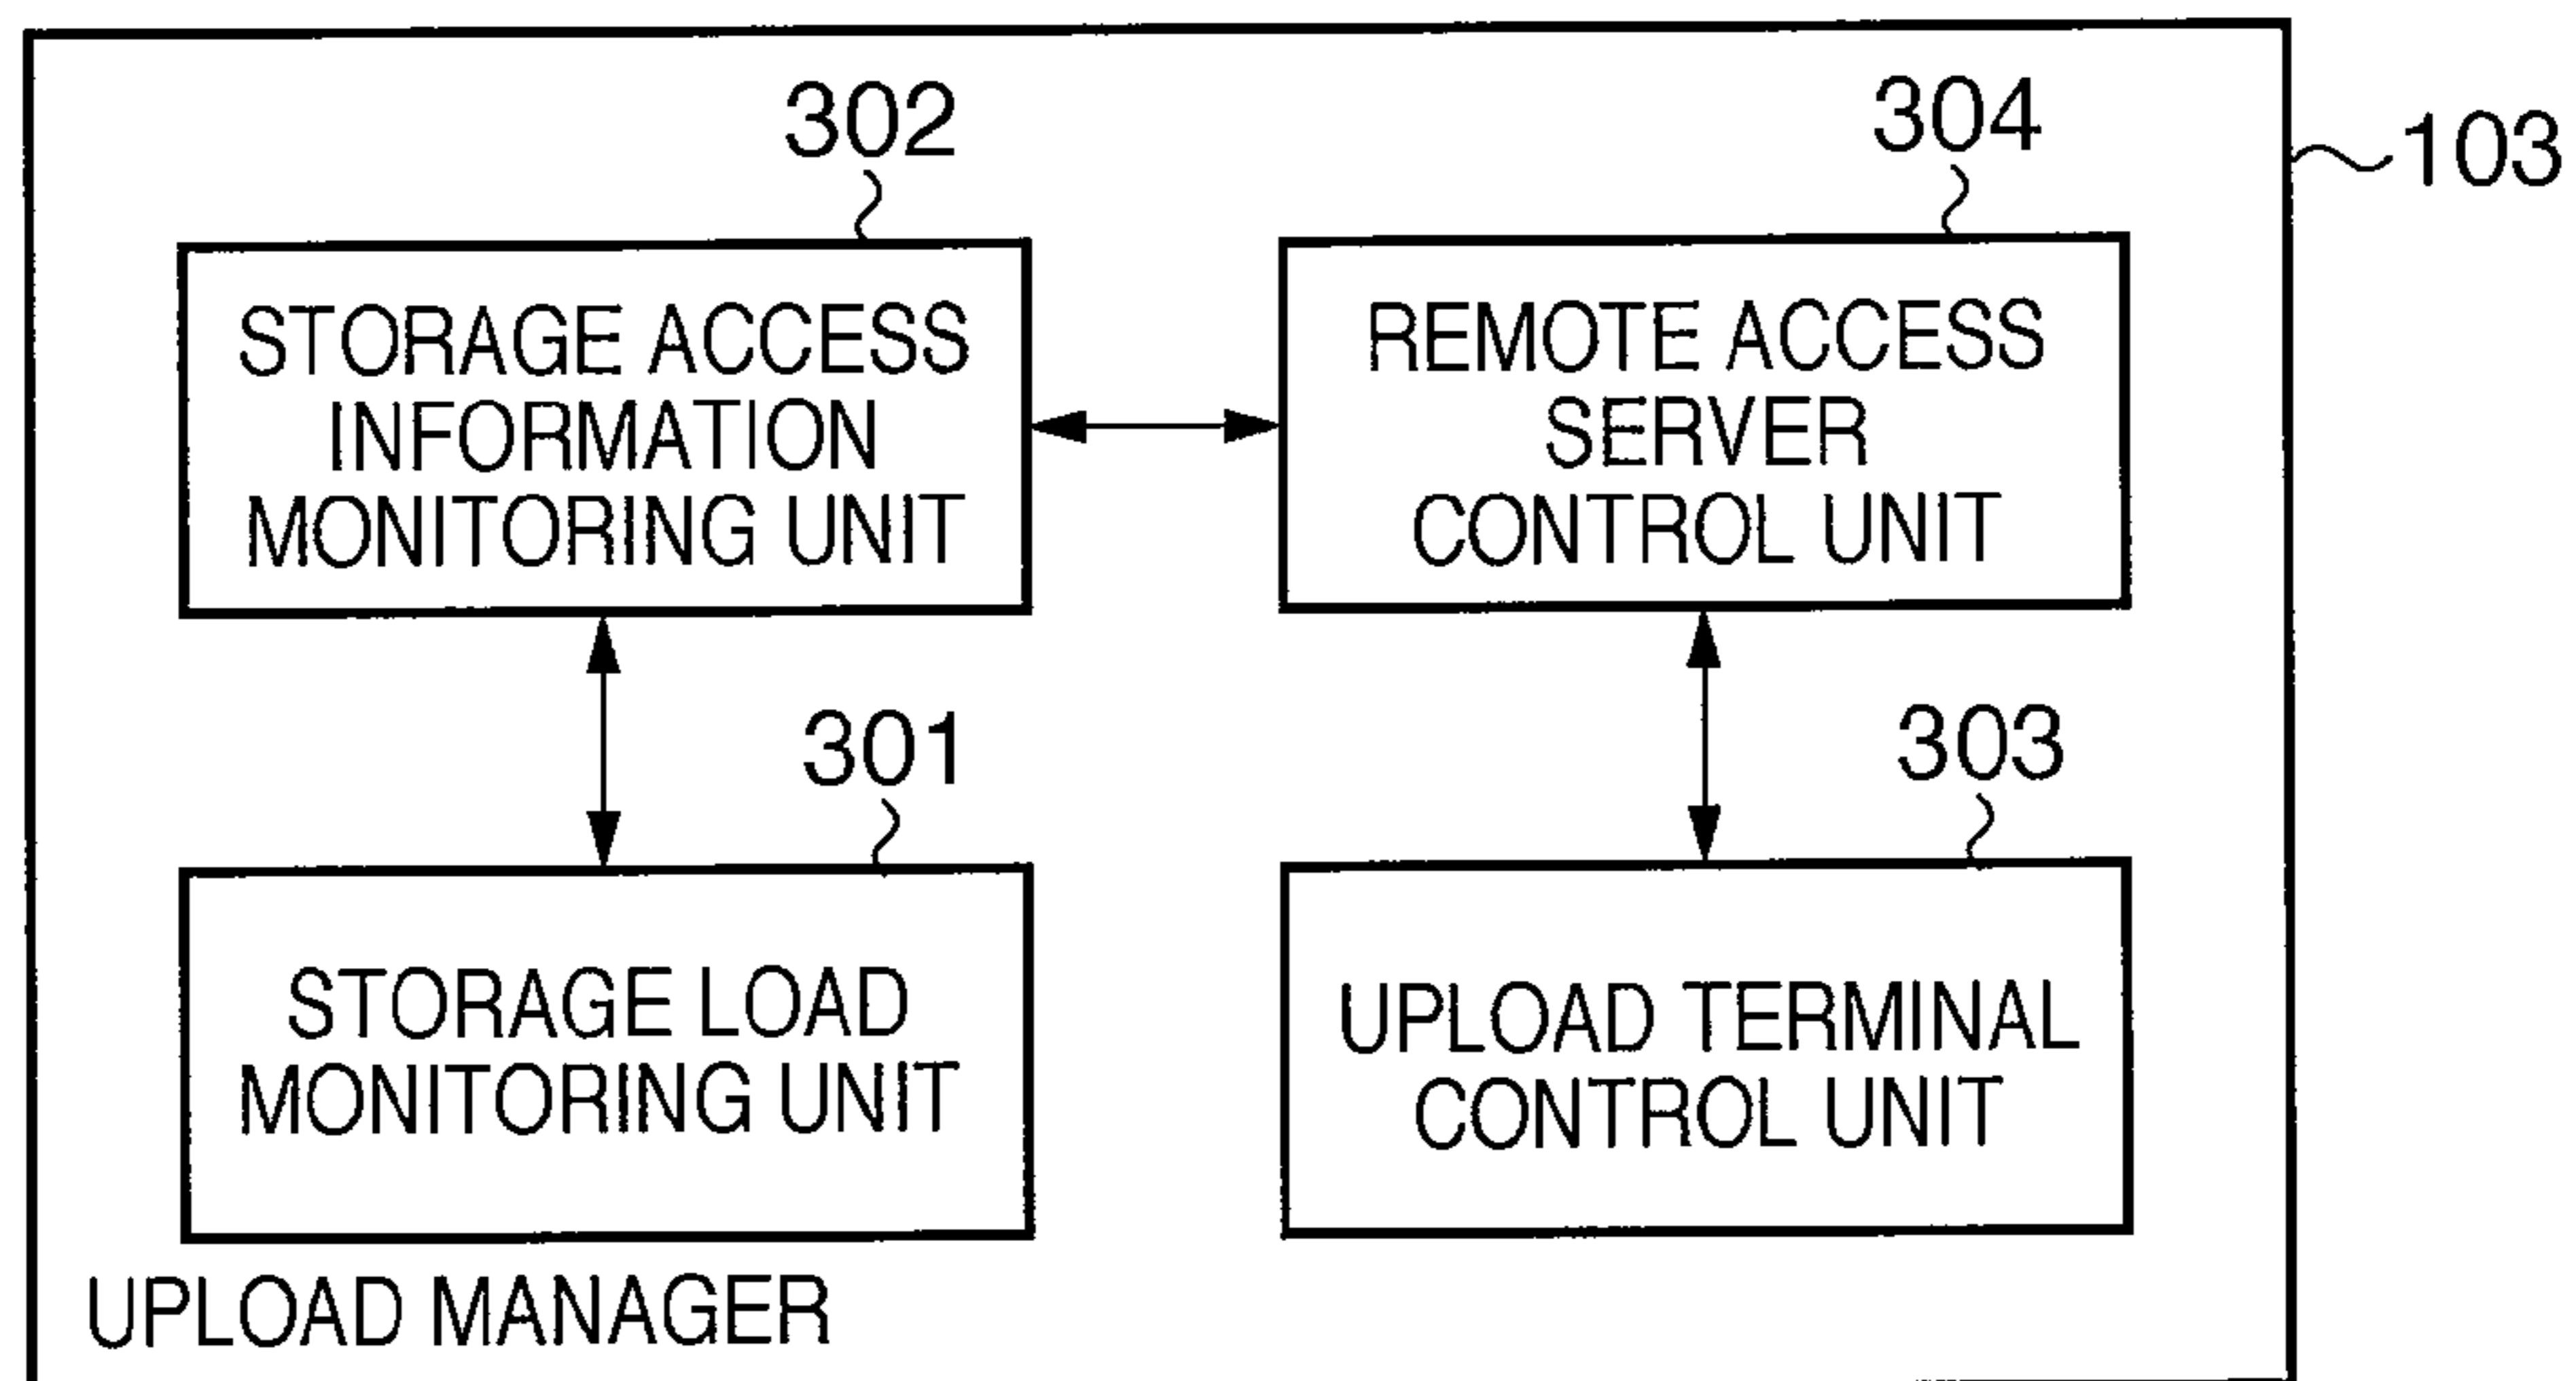 302
304
103
STORAGE ACCESS
INFORMATION
MONITORING UNIT
REMOTE ACCESS
SERVER
CONTROL UNIT
301
303
STORAGE LOAD
MONITORING UNIT
UPLOAD TERMINAL
CONTROL UNIT
UPLOAD MANAGER